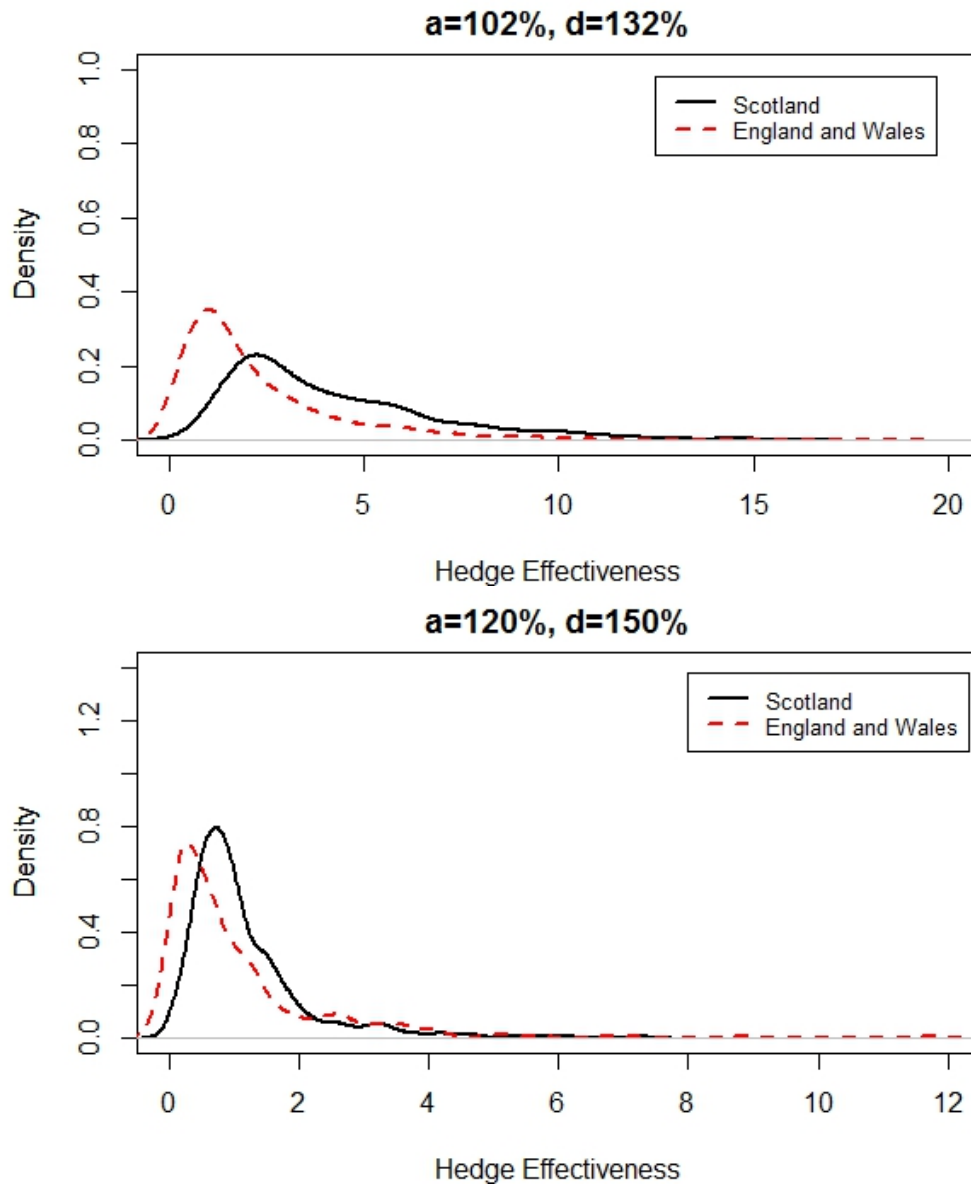 a=102%, d=132%
Density
0.0 0.2 0.4 0.6 0.8 1.0
Scotland
England and Wales
0 5 10 15 20
Hedge Effectiveness
a=120%, d=150%
Density
0.0 0.4 0.8 1.2
Scotland
England and Wales
0 2 4 6 8 10 12
Hedge Effectiveness